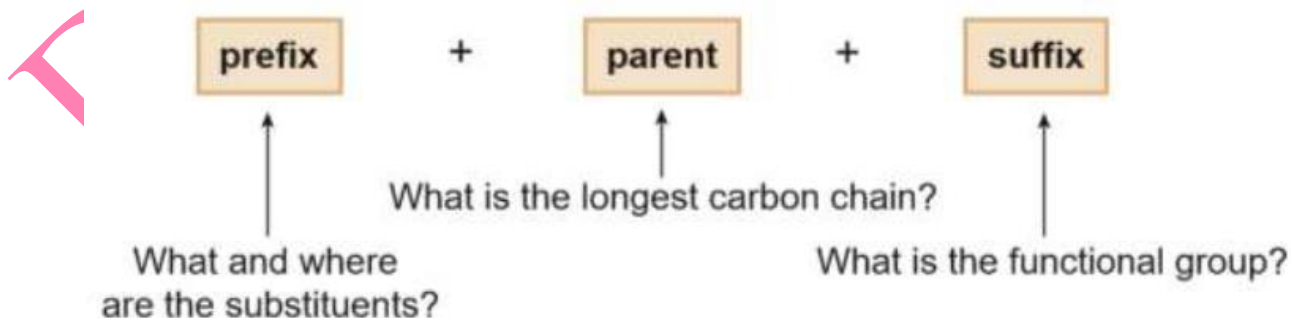 prefix + parent + suffix
What is the longest carbon chain?
What and where
are the substituents?
What is the functional group?